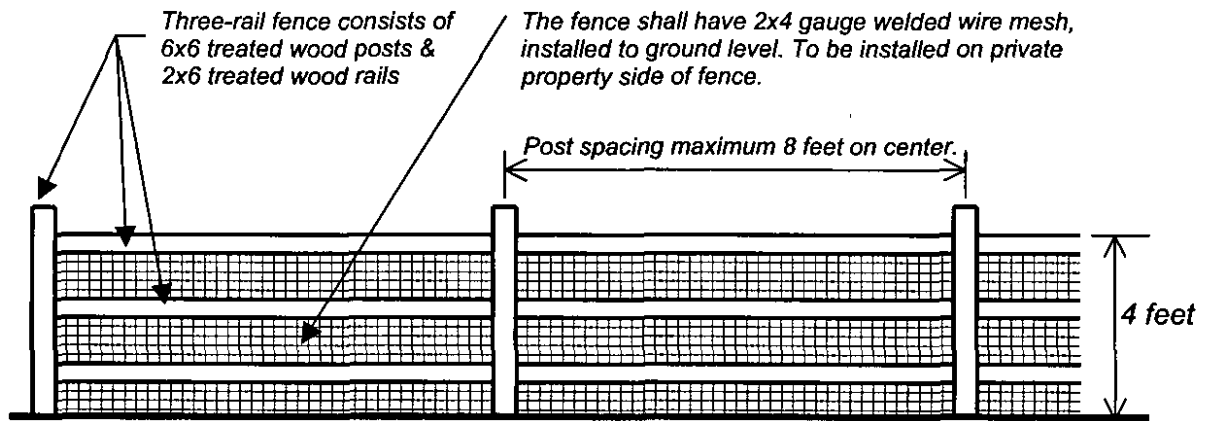 Three-rail fence consists of
6x6 treated wood posts &
2x6 treated wood rails
The fence shall have 2x4 gauge welded wire mesh,
installed to ground level. To be installed on private
property side of fence.
Post spacing maximum 8 feet on center.
4 feet